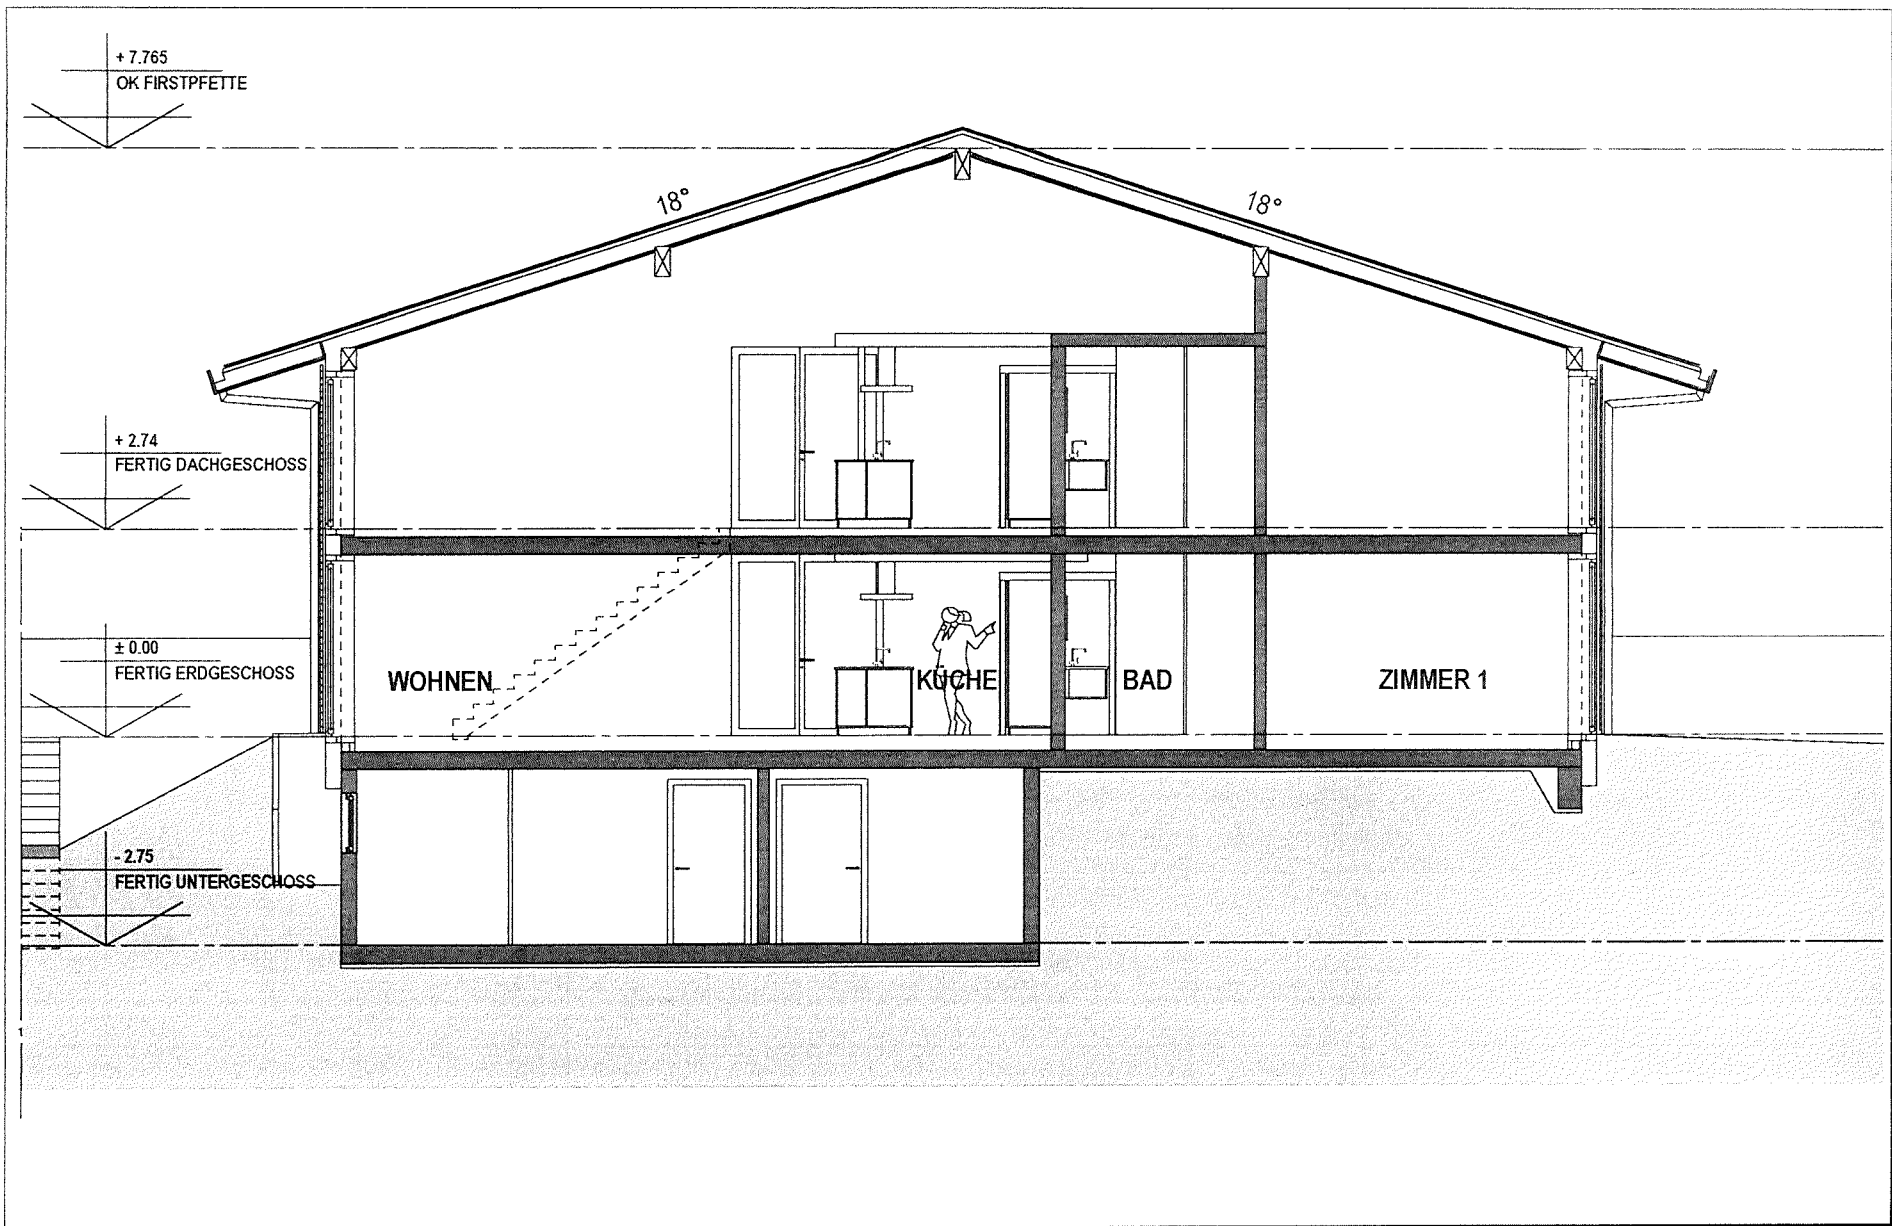 + 7.765
OK FIRSTPFETTE
18°
18°
+ 2.74
FERTIG DACHGESCHOSS
± 0.00
FERTIG ERDGESCHOSS
WOHNEN
KÜCHE
BAD
ZIMMER 1
- 2.75
FERTIG UNTERGESCHOSS